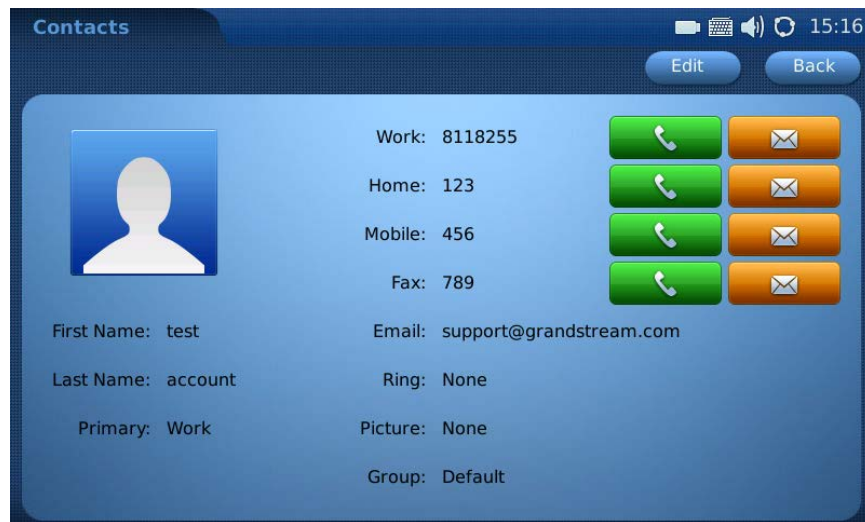 Contacts 15:16
Edit Back
Work: 8118255
Home: 123
Mobile: 456
Fax: 789
First Name: test Email: support@grandstream.com
Last Name: account Ring: None
Primary: Work Picture: None
Group: Default